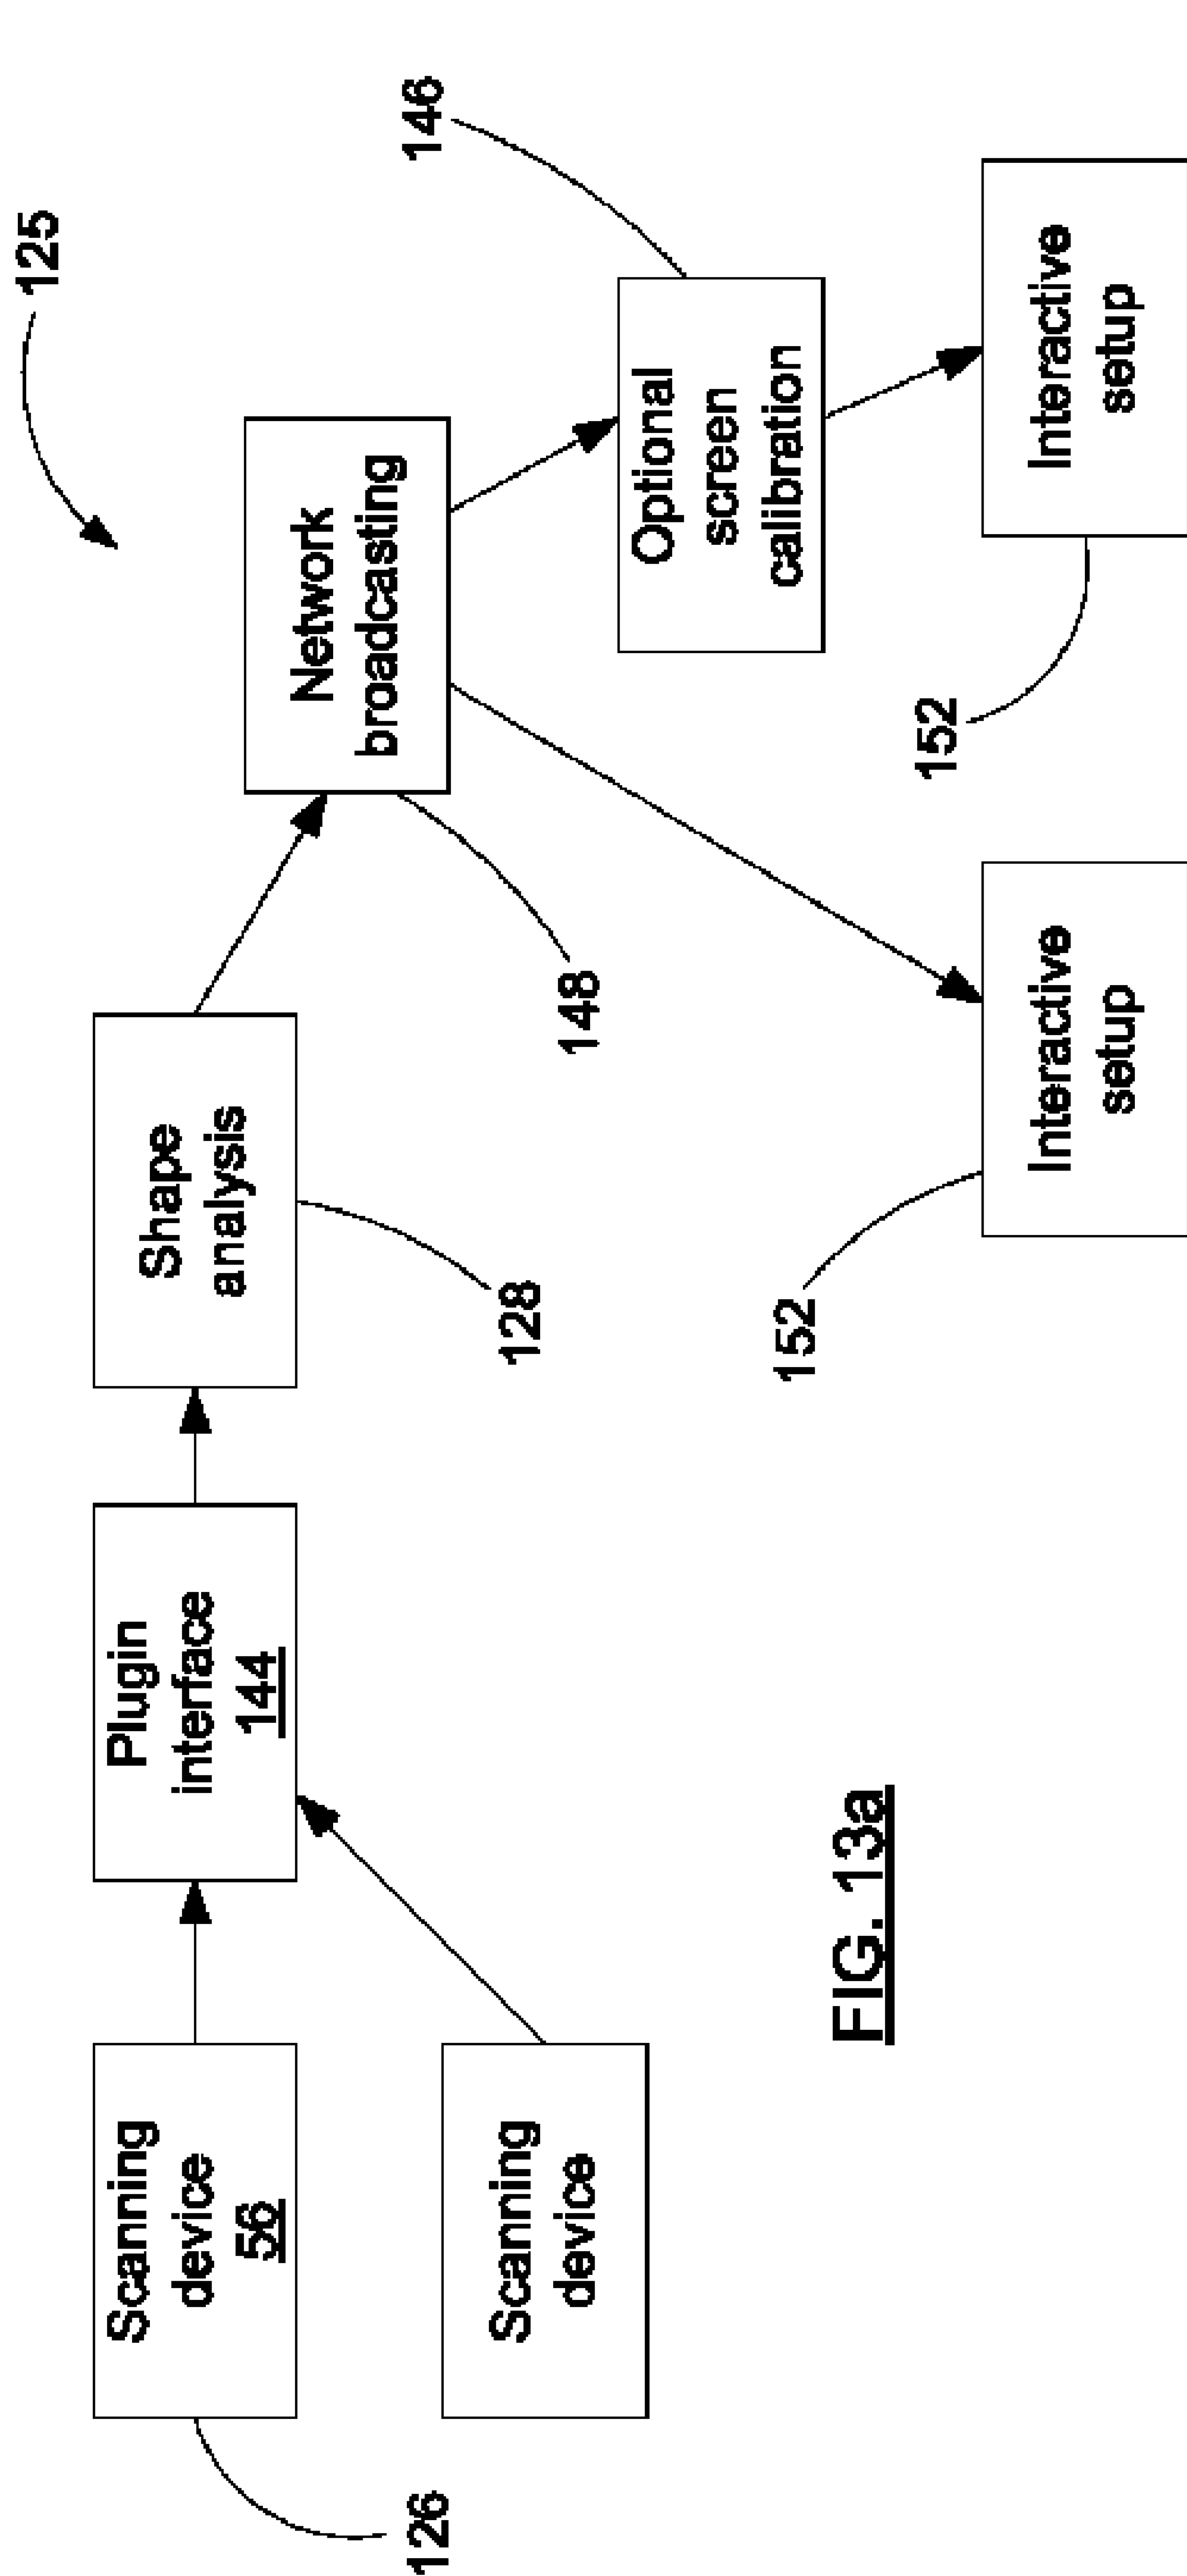 125
126
Scanning
device
56
Plugin
interface
144
Shape
analysis
128
Network
broadcasting
148
146
Optional
screen
calibration
Scanning
device
152
Interactive
setup
152
Interactive
setup
FIG. 13a